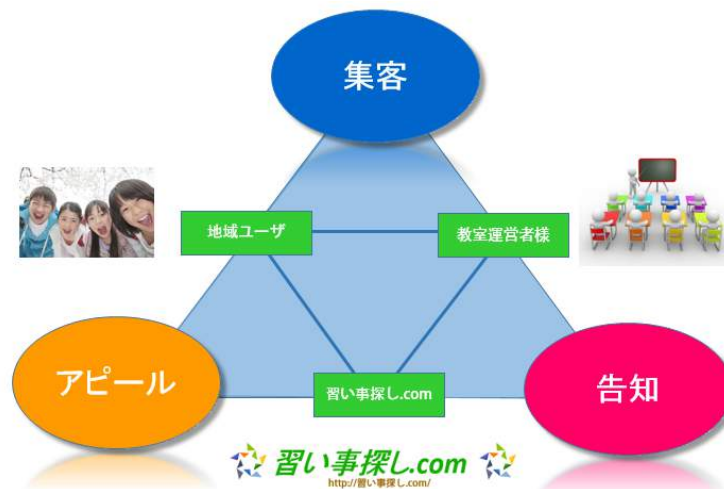 集客
地域ユーザ
教室運営者様
アピール
習い事探し.com
告知
習い事探し.com
http://習い事探し.com/